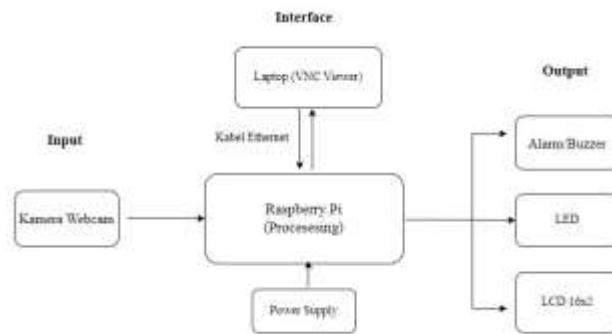 Interface
Laptop (VNC Viewer)
Output
Kabel Ethernet
Input
Alarm Buzzer
Kamera Webcam
Raspberry Pi
(Procesesing)
LED
Power Supply
LCD 16x2